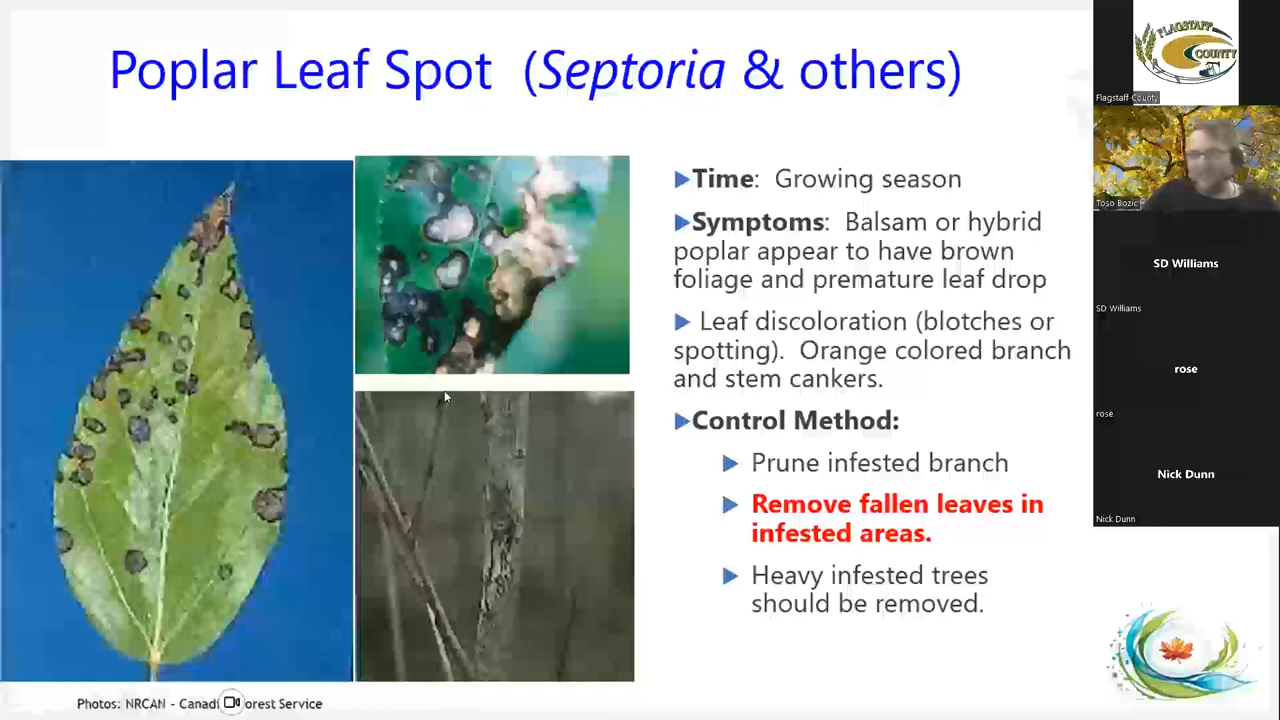 Poplar Leaf Spot (Septoria & others)
Time: Growing season
Symptoms: Balsam or hybrid
poplar appear to have brown
foliage and premature leaf drop
Leaf discoloration (blotches or
spotting). Orange colored branch
and stem cankers.
Control Method:
Prune infested branch
Remove fallen leaves in
infested areas.
Heavy infested trees
should be removed.
Photos: NRCAN - Canadi orest Service
FLAGSTAFF
COUNTY
Flagstaff County
Toso Bozic
SD Williams
SD Williams
rose
rose
Nick Dunn
Nick Dunn